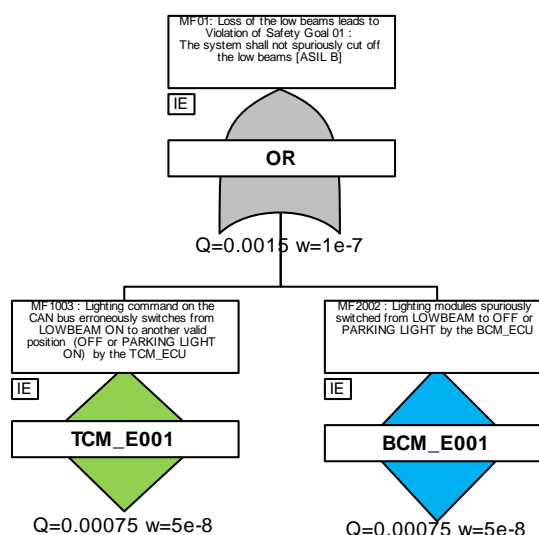 MF01: Loss of the low beams leads to
Violation of Safety Goal 01 :
The system shall not spuriously cut off
the low beams [ASIL B]
IE
OR
Q=0.0015 w=1e-7
MF1003 : Lighting command on the
CAN bus erroneously switches from
LOWBEAM ON to another valid
position  (OFF or PARKING LIGHT
ON)  by the TCM_ECU
IE
TCM_E001
Q=0.00075 w=5e-8
MF2002 : Lighting modules spuriously
switched from LOWBEAM to OFF or
PARKING LIGHT by the BCM_ECU
IE
BCM_E001
Q=0.00075 w=5e-8